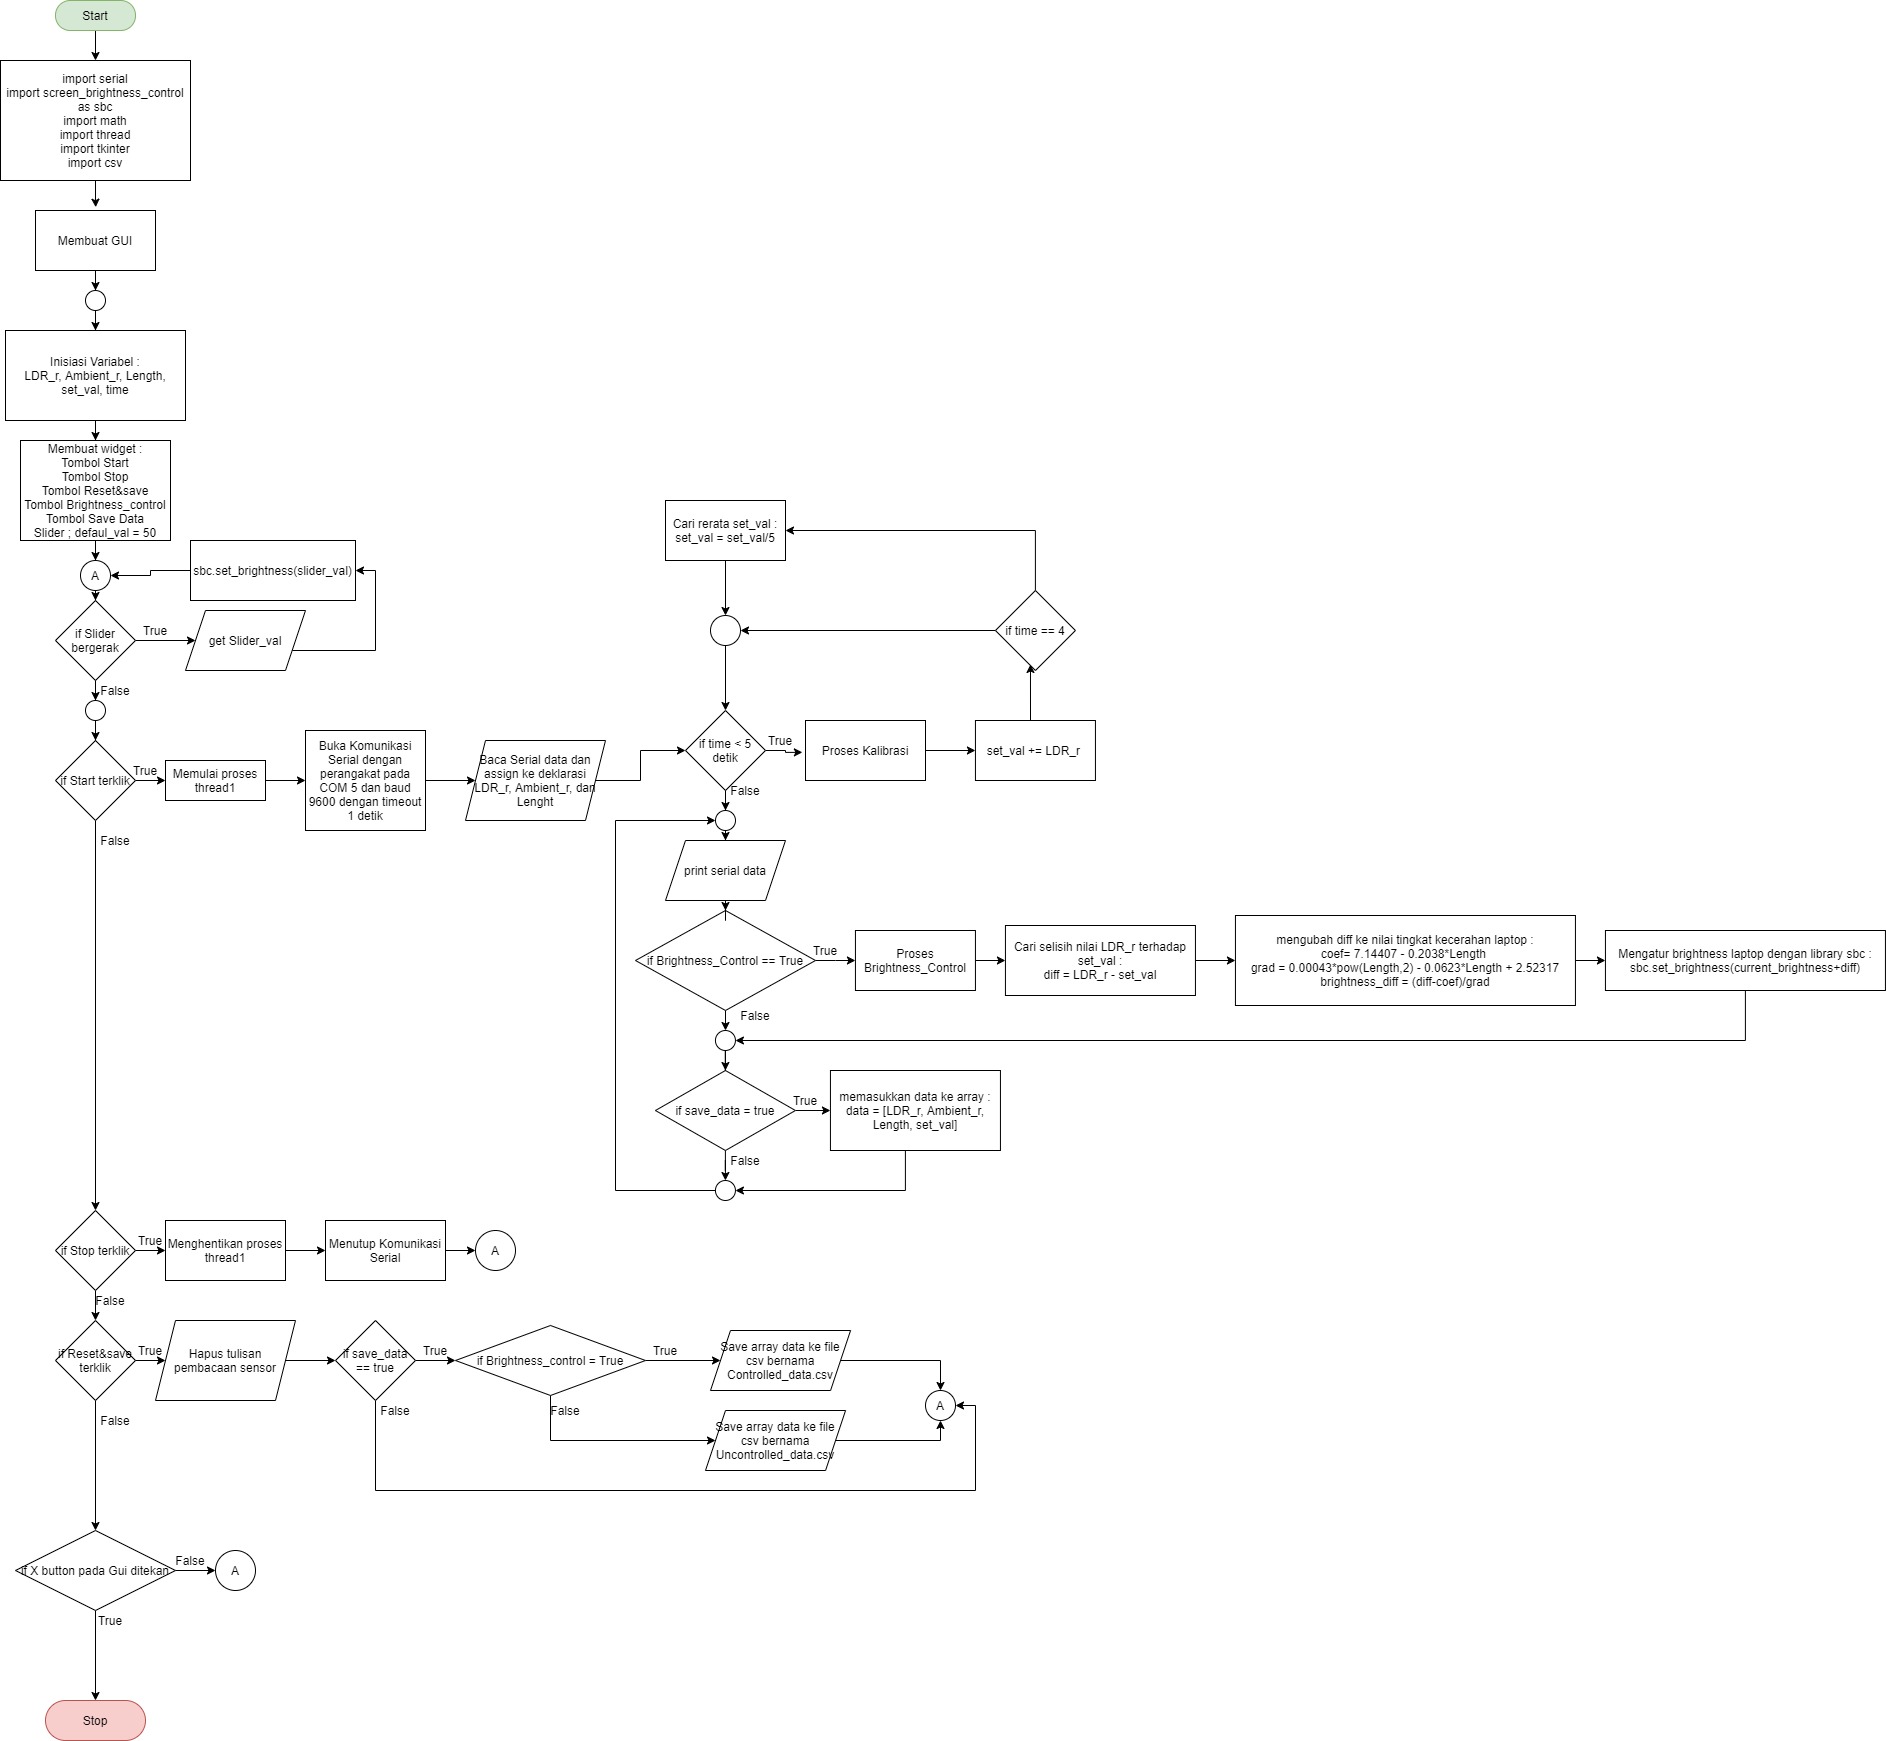 Start
import serial
import screen_brightness_control
as sbc
import math
import thread
import tkinter
import csv
Membuat GUI
Inisiasi Variabel :
LDR_r, Ambient_r, Length,
set_val, time
Membuat widget :
Tombol Start
Tombol Stop
Tombol Reset&save
Tombol Brightness_control
Tombol Save Data
Slider ; defaul_val = 50
A
sbc.set_brightness(slider_val)
if Slider
bergerak
True
get Slider_val
False
if Start terklik
True
Memulai proses
thread1
Buka Komunikasi
Serial dengan
perangakat pada
COM 5 dan baud
9600 dengan timeout
1 detik
Baca Serial data dan
assign ke deklarasi
LDR_r, Ambient_r, dan
Lenght
False
Cari rerata set_val :
set_val = set_val/5
if time == 4
if time < 5
detik
True
Proses Kalibrasi
set_val += LDR_r
False
print serial data
if Brightness_Control == True
True
Proses
Brightness_Control
Cari selisih nilai LDR_r terhadap
set_val :
diff = LDR_r - set_val
mengubah diff ke nilai tingkat kecerahan laptop :
coef= 7.14407 - 0.2038*Length
grad = 0.00043*pow(Length,2) - 0.0623*Length + 2.52317
brightness_diff = (diff-coef)/grad
Mengatur brightness laptop dengan library sbc :
sbc.set_brightness(current_brightness+diff)
False
if save_data = true
True
memasukkan data ke array :
data = [LDR_r, Ambient_r,
Length, set_val]
False
if Stop terklik
True
Menghentikan proses
thread1
Menutup Komunikasi
Serial
A
False
if Reset&save
terklik
True
Hapus tulisan
pembacaan sensor
if save_data
== true
True
if Brightness_control = True
True
Save array data ke file
csv bernama
Controlled_data.csv
A
False
False
False
Save array data ke file
csv bernama
Uncontrolled_data.csv
if X button pada Gui ditekan
False
A
True
Stop